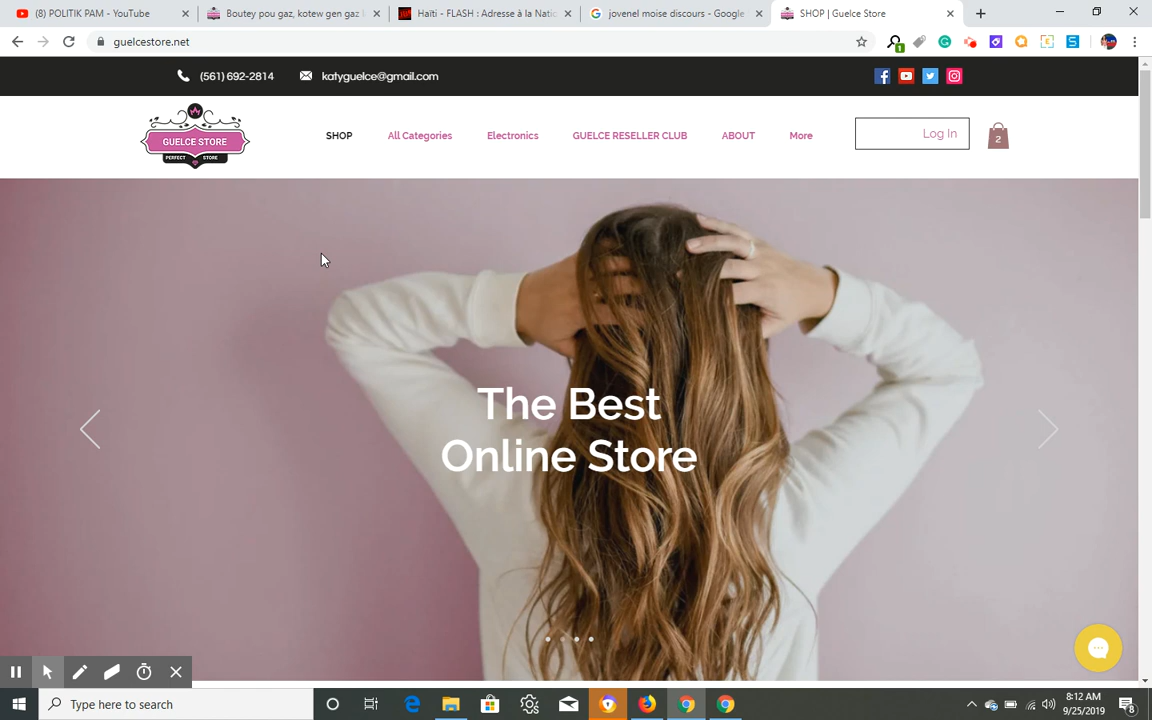 (8) POLITIK PAM - YouTube
Boutey pou gaz, kotew gen gaz
Haïti - FLASH : Adresse à la Natio
jovenel moise discours - Google
SHOP | Guelce Store
guelcestore.net
1
(561) 692-2814
katyguelce@gmail.com
GUELCE STORE
PERFECT STORE
SHOP
All Categories
Electronics
GUELCE RESELLER CLUB
ABOUT
More
Log In
2
The Best
Online Store
Type here to search
8:12 AM
9/25/2019
8